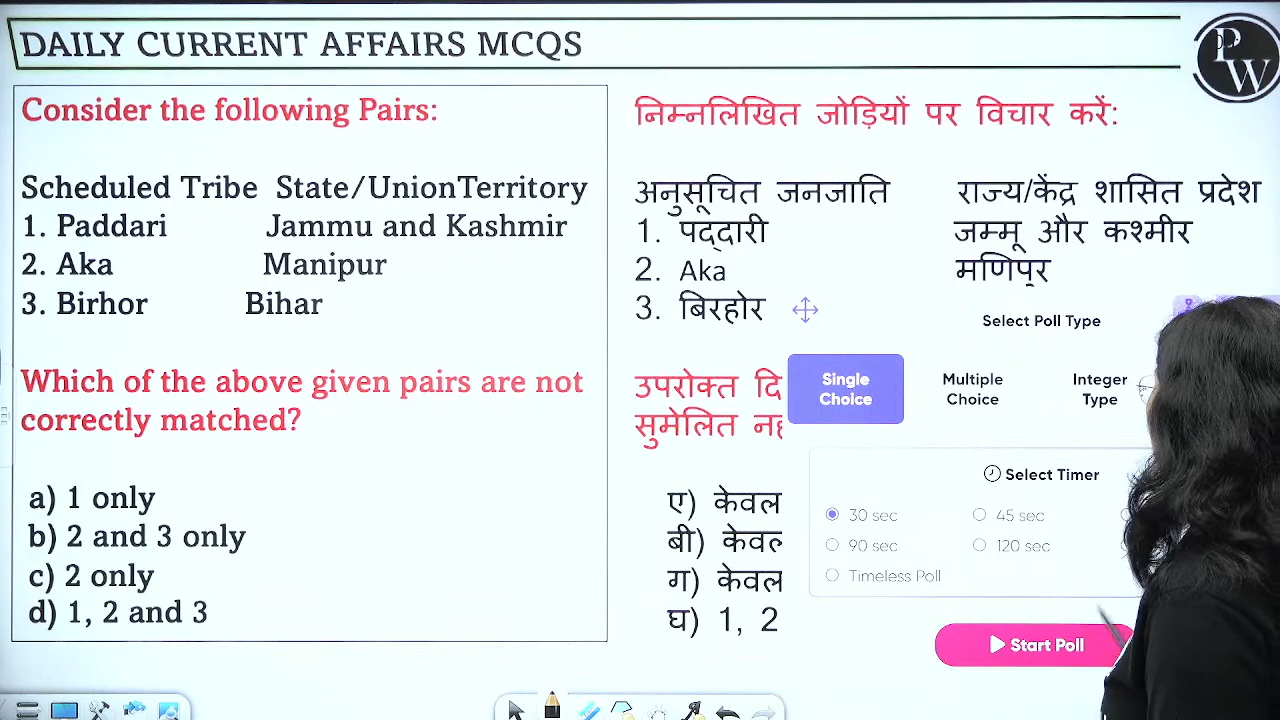 DAILY CURRENT AFFAIRS MCQS
PW
Consider the following Pairs:
Scheduled Tribe State/UnionTerritory
1. Paddari Jammu and Kashmir
2. Aka Manipur
3. Birhor Bihar
Which of the above given pairs are not
correctly matched?
a) 1 only
b) 2 and 3 only
c) 2 only
d) 1, 2 and 3
निम्नलिखित जोड़ियों पर विचार करें:
अनुसूचित जनजाति राज्य/केंद्र शासित प्रदेश
1. पद्दारी जम्मू और कश्मीर
2. Aka मणिपुर
3. बिरहोर
उपरोक्त दि
सुमेलित नह
ए) केवल
बी) केवल
ग) केवल
घ) 1, 2
Select Poll Type
Single Choice
Multiple Choice
Integer Type
Select Timer
30 sec
45 sec
90 sec
120 sec
Timeless Poll
Start Poll